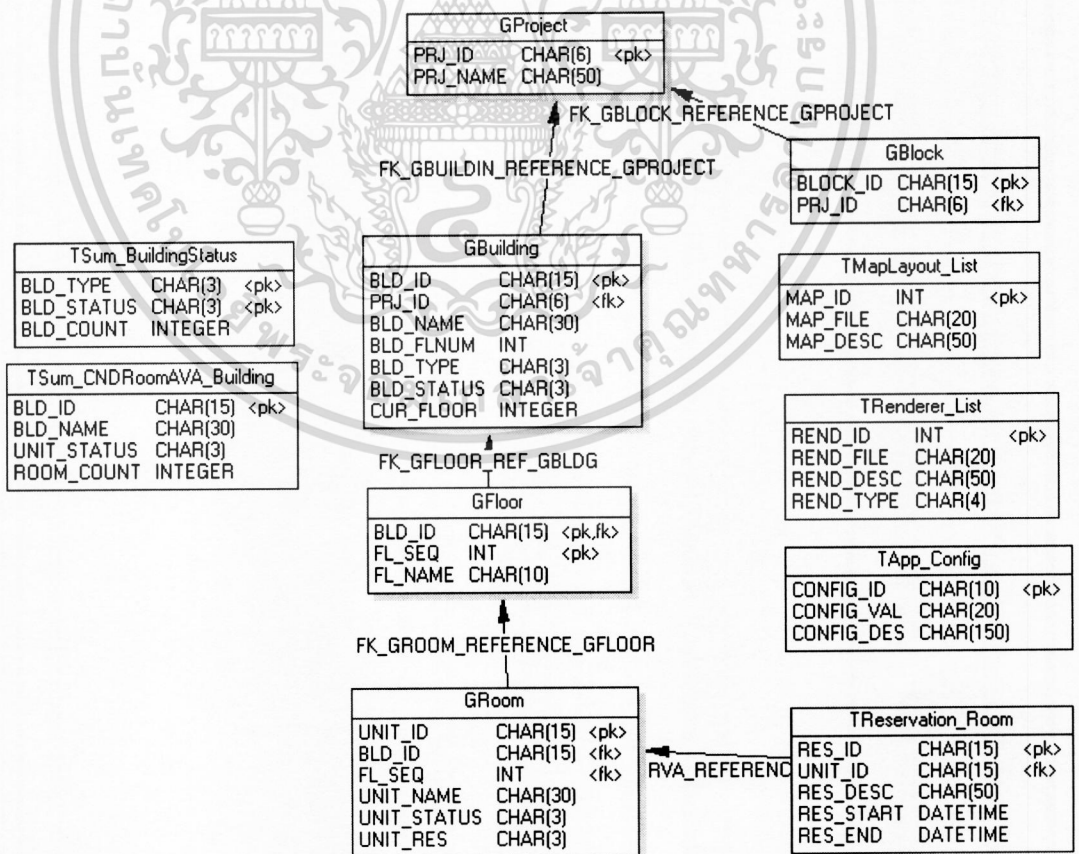 GProject
PRJ_ID CHAR(6) <pk>
PRJ_NAME CHAR(50)
FK_GBLOCK_REFERENCE_GPROJECT
FK_GBUILDIN_REFERENCE_GPROJECT
GBlock
BLOCK_ID CHAR(15) <pk>
PRJ_ID CHAR(6) <fk>
TSum_BuildingStatus
BLD_TYPE CHAR(3) <pk>
BLD_STATUS CHAR(3) <pk>
BLD_COUNT INTEGER
GBuilding
BLD_ID CHAR(15) <pk>
PRJ_ID CHAR(6) <fk>
BLD_NAME CHAR(30)
BLD_FLNUM INT
BLD_TYPE CHAR(3)
BLD_STATUS CHAR(3)
CUR_FLOOR INTEGER
TMapLayout_List
MAP_ID INT <pk>
MAP_FILE CHAR(20)
MAP_DESC CHAR(50)
TSum_CNDRoomAVA_Building
BLD_ID CHAR(15) <pk>
BLD_NAME CHAR(30)
UNIT_STATUS CHAR(3)
ROOM_COUNT INTEGER
TRenderer_List
REND_ID INT <pk>
REND_FILE CHAR(20)
REND_DESC CHAR(50)
REND_TYPE CHAR(4)
FK_GFLOOR_REF_GBLDG
GFloor
BLD_ID CHAR(15) <pk,fk>
FL_SEQ INT <pk>
FL_NAME CHAR(10)
TApp_Config
CONFIG_ID CHAR(10) <pk>
CONFIG_VAL CHAR(20)
CONFIG_DES CHAR(150)
FK_GROOM_REFERENCE_GFLOOR
GRoom
UNIT_ID CHAR(15) <pk>
BLD_ID CHAR(15) <fk>
FL_SEQ INT <fk>
UNIT_NAME CHAR(30)
UNIT_STATUS CHAR(3)
UNIT_RES CHAR(3)
RVA_REFERENC
TReservation_Room
RES_ID CHAR(15) <pk>
UNIT_ID CHAR(15) <fk>
RES_DESC CHAR(50)
RES_START DATETIME
RES_END DATETIME